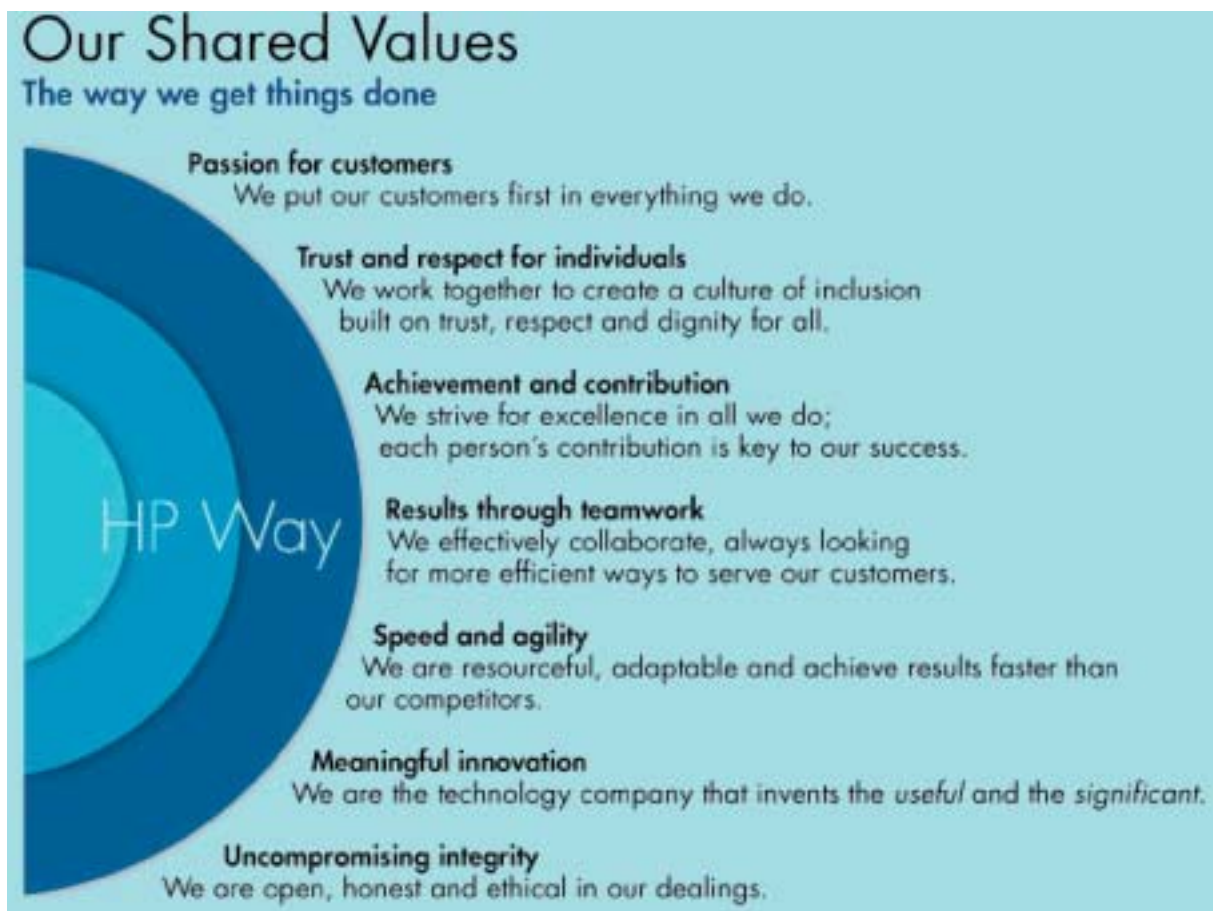 Our Shared Values
The way we get things done
Passion for customers
We put our customers first in everything we do.
Trust and respect for individuals
We work together to create a culture of inclusion
built on trust, respect and dignity for all.
Achievement and contribution
We strive for excellence in all we do;
each person's contribution is key to our success.
HP Way
Results through teamwork
We effectively collaborate, always looking
for more efficient ways to serve our customers.
Speed and agility
We are resourceful, adaptable and achieve results faster than
our competitors.
Meaningful innovation
We are the technology company that invents the useful and the significant.
Uncompromising integrity
We are open, honest and ethical in our dealings.